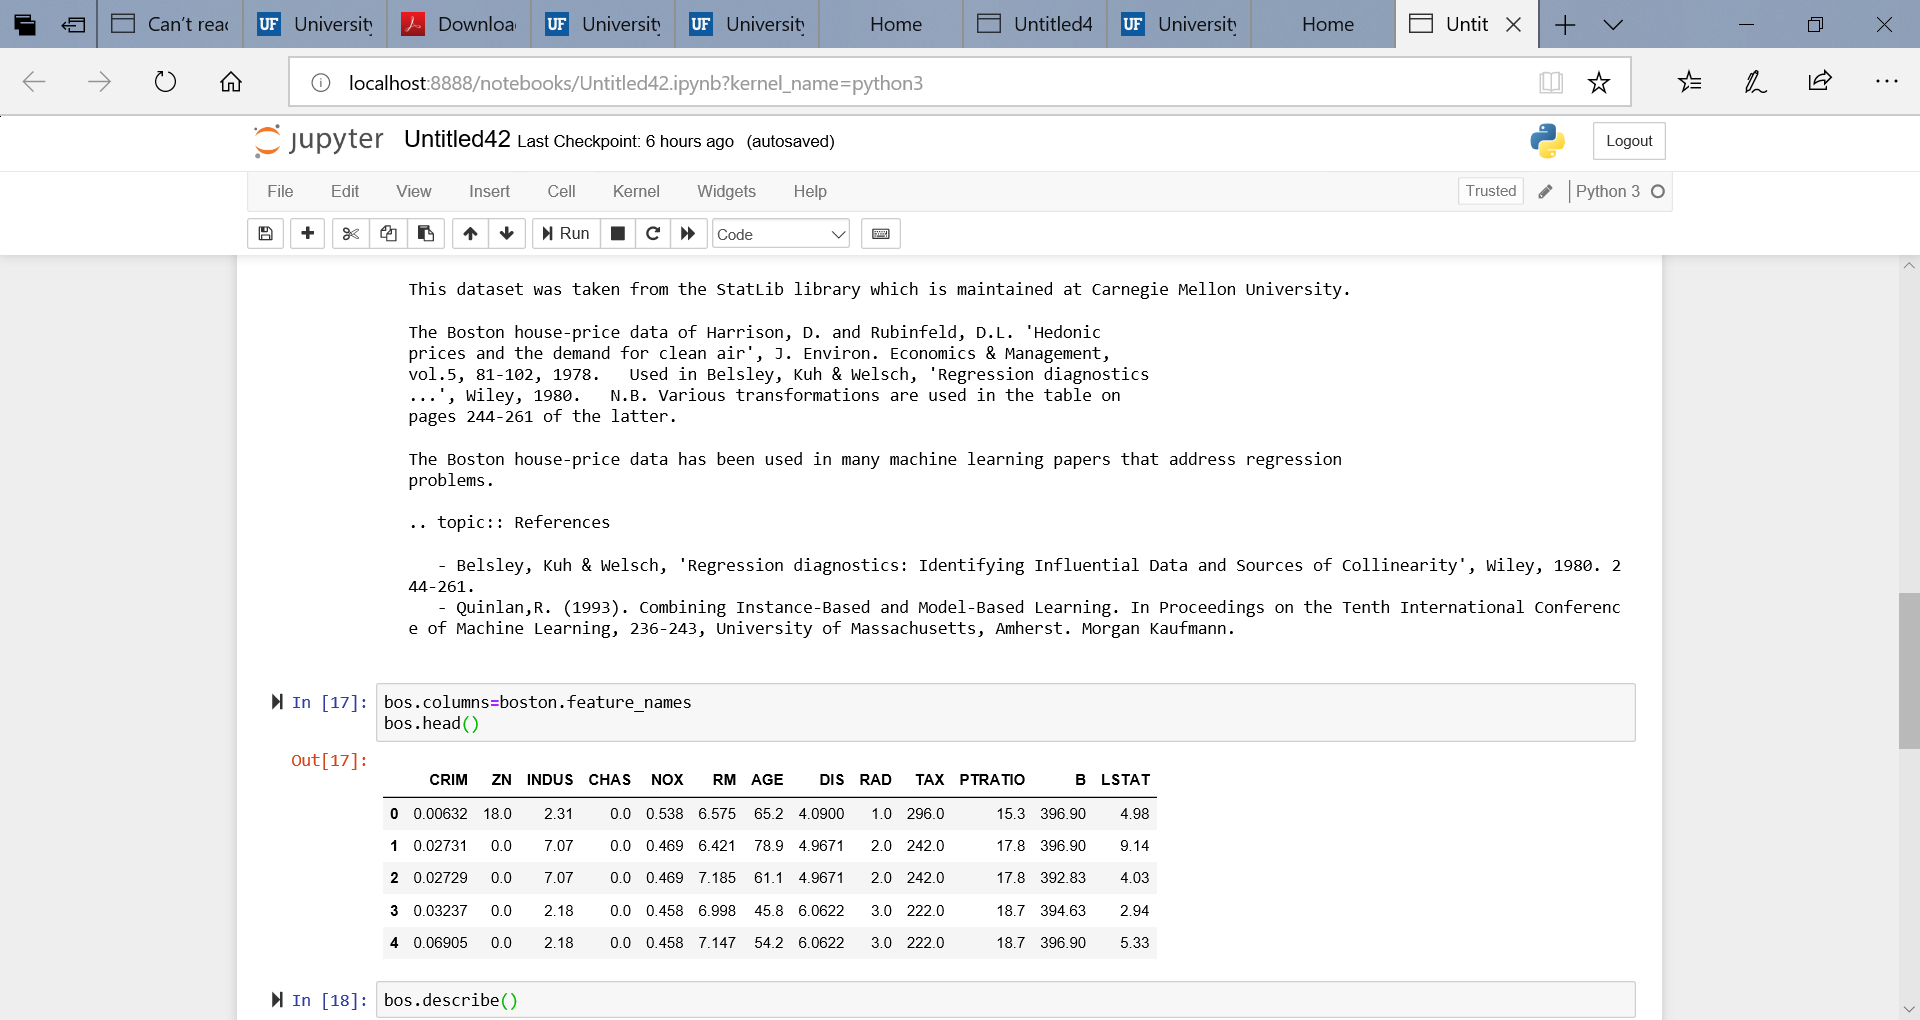 Can't read
UF University
Download
UF University
UF University
Home
Untitled4
UF University
Home
Untit
localhost:8888/notebooks/Untitled42.ipynb?kernel_name=python3
jupyter Untitled42 Last Checkpoint: 6 hours ago (autosaved)
Logout
File Edit View Insert Cell Kernel Widgets Help
Trusted Python 3
Run Code
This dataset was taken from the StatLib library which is maintained at Carnegie Mellon University.
The Boston house-price data of Harrison, D. and Rubinfeld, D.L. 'Hedonic
prices and the demand for clean air', J. Environ. Economics & Management,
vol.5, 81-102, 1978.   Used in Belsley, Kuh & Welsch, 'Regression diagnostics
...', Wiley, 1980.   N.B. Various transformations are used in the table on
pages 244-261 of the latter.
The Boston house-price data has been used in many machine learning papers that address regression
problems.
.. topic:: References
- Belsley, Kuh & Welsch, 'Regression diagnostics: Identifying Influential Data and Sources of Collinearity', Wiley, 1980. 2
44-261.
- Quinlan,R. (1993). Combining Instance-Based and Model-Based Learning. In Proceedings on the Tenth International Conferenc
e of Machine Learning, 236-243, University of Massachusetts, Amherst. Morgan Kaufmann.
In [17]: bos.columns=boston.feature_names
bos.head()
Out[17]:
CRIM ZN INDUS CHAS NOX RM AGE DIS RAD TAX PTRATIO B LSTAT
0 0.00632 18.0 2.31 0.0 0.538 6.575 65.2 4.0900 1.0 296.0 15.3 396.90 4.98
1 0.02731 0.0 7.07 0.0 0.469 6.421 78.9 4.9671 2.0 242.0 17.8 396.90 9.14
2 0.02729 0.0 7.07 0.0 0.469 7.185 61.1 4.9671 2.0 242.0 17.8 392.83 4.03
3 0.03237 0.0 2.18 0.0 0.458 6.998 45.8 6.0622 3.0 222.0 18.7 394.63 2.94
4 0.06905 0.0 2.18 0.0 0.458 7.147 54.2 6.0622 3.0 222.0 18.7 396.90 5.33
In [18]: bos.describe()